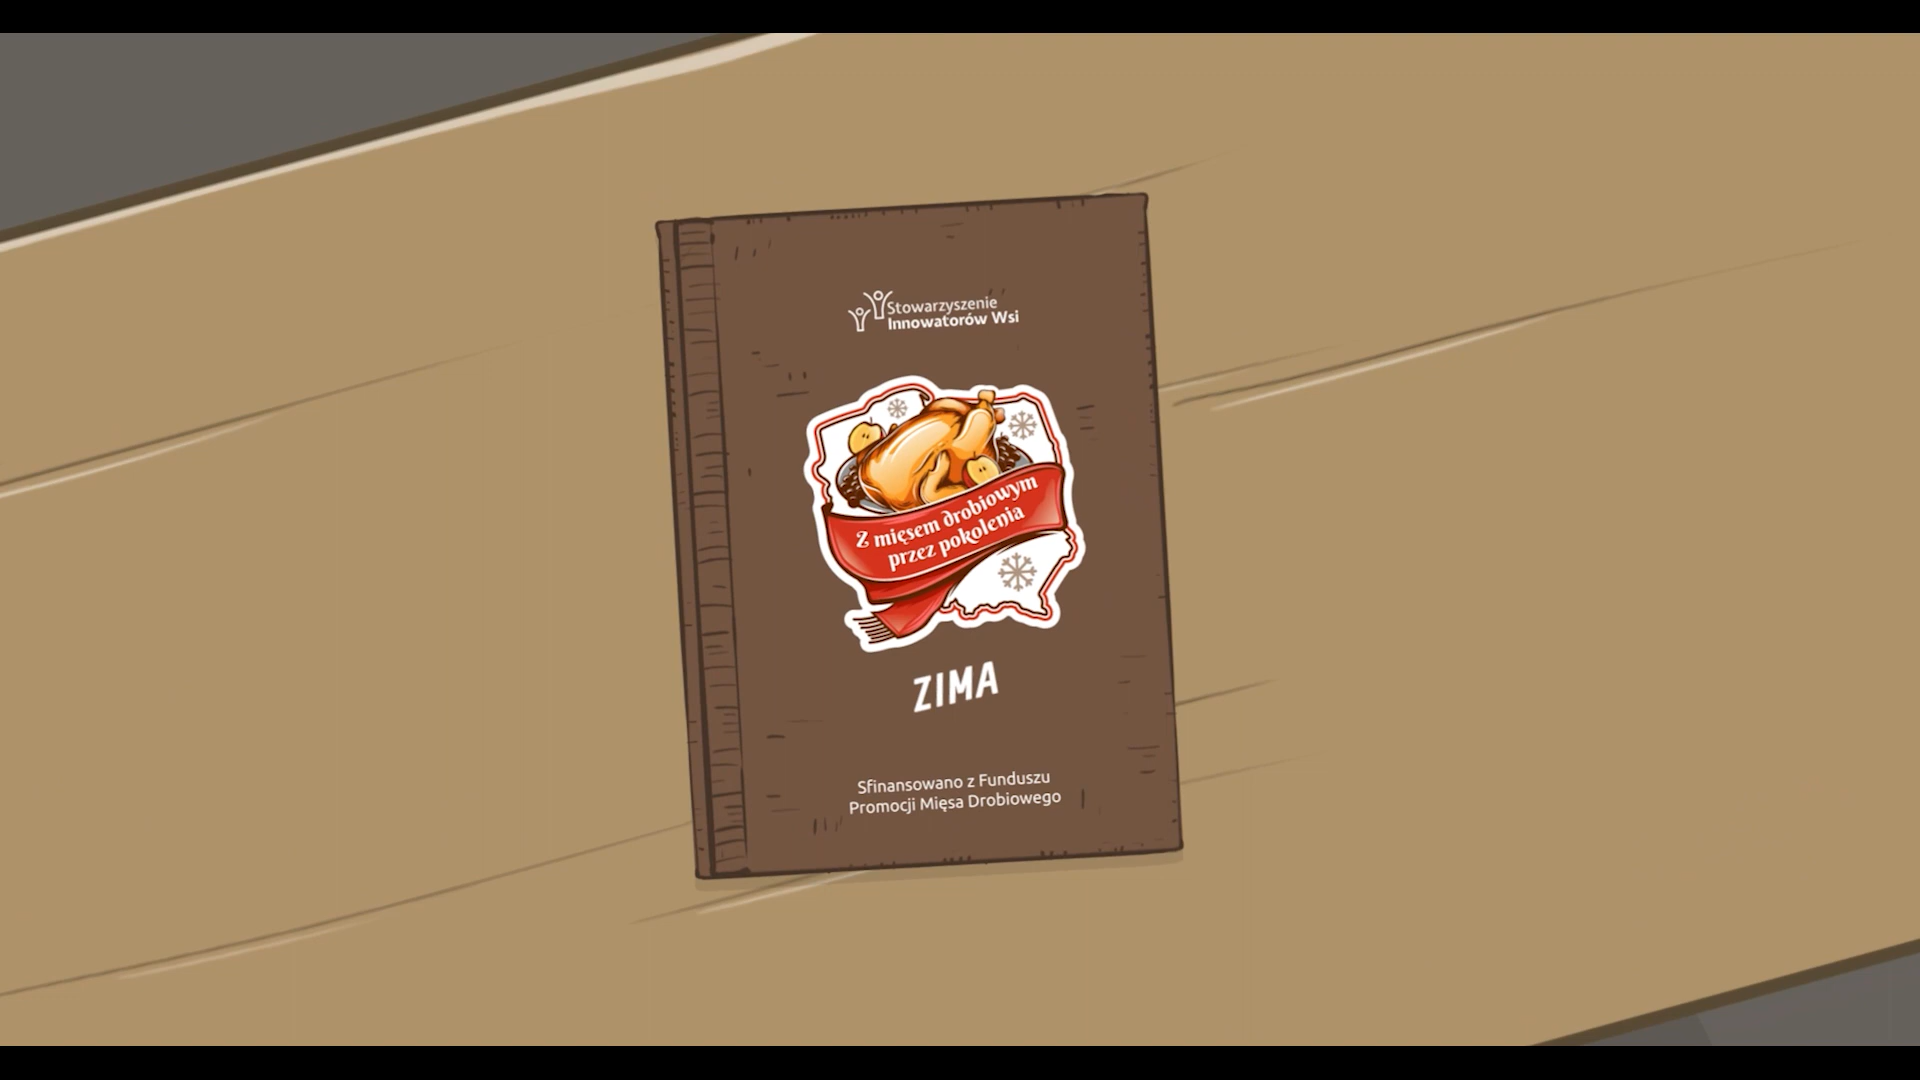 Stowarzyszenie
Innowatorów Wsi
Z mięsem drobiowym
przez pokolenia
ZIMA
Sfinansowano z Funduszu
Promocji Mięsa Drobiowego